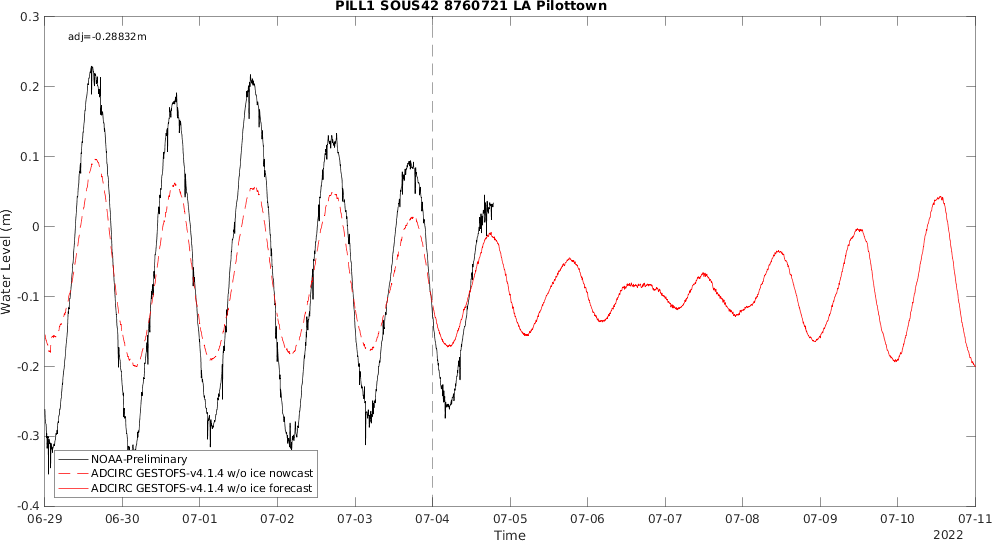 PILL1 SOUS42 8760721 LA Pilottown
adj=-0.28832m
0.3
0.2
0.1
0
-0.1
-0.2
-0.3
-0.4
Water Level (m)
NOAA-Preliminary
ADCIRC GESTOFS-v4.1.4 w/o ice nowcast
ADCIRC GESTOFS-v4.1.4 w/o ice forecast
06-29 06-30 07-01 07-02 07-03 07-04 07-05 07-06 07-07 07-08 07-09 07-10 07-11
Time
2022